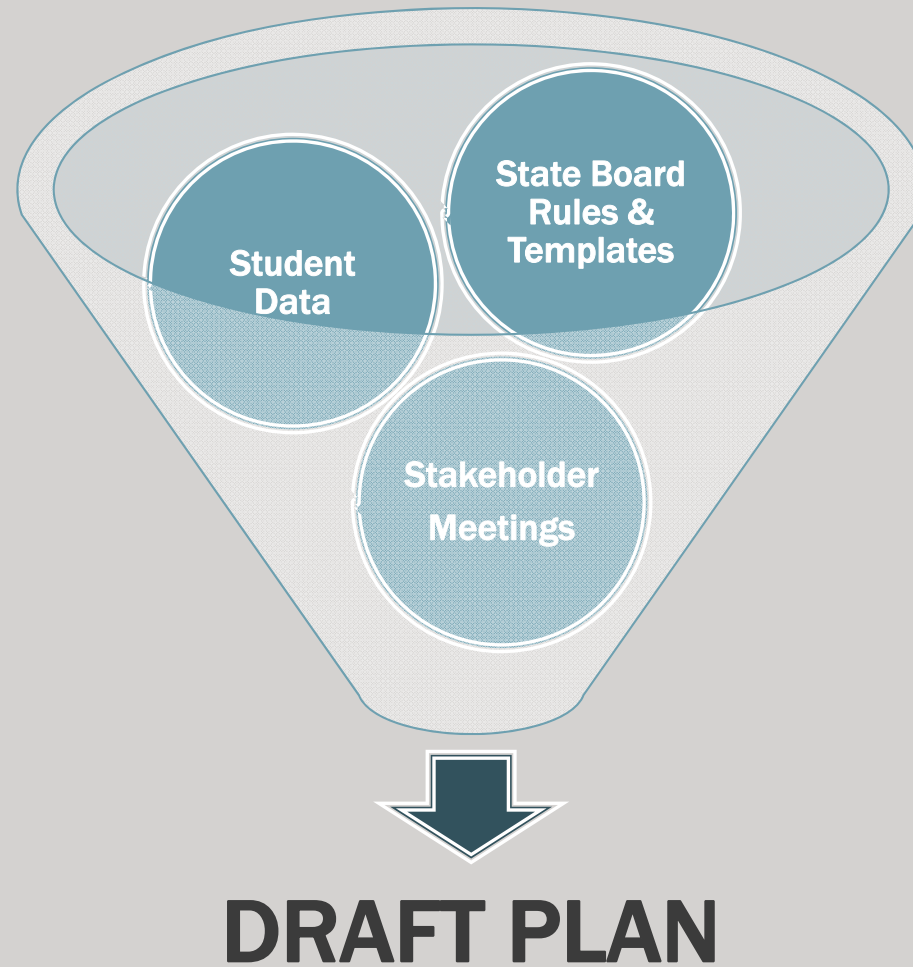 State Board
Rules &
Templates
Student
Data
Stakeholder
Meetings
DRAFT PLAN